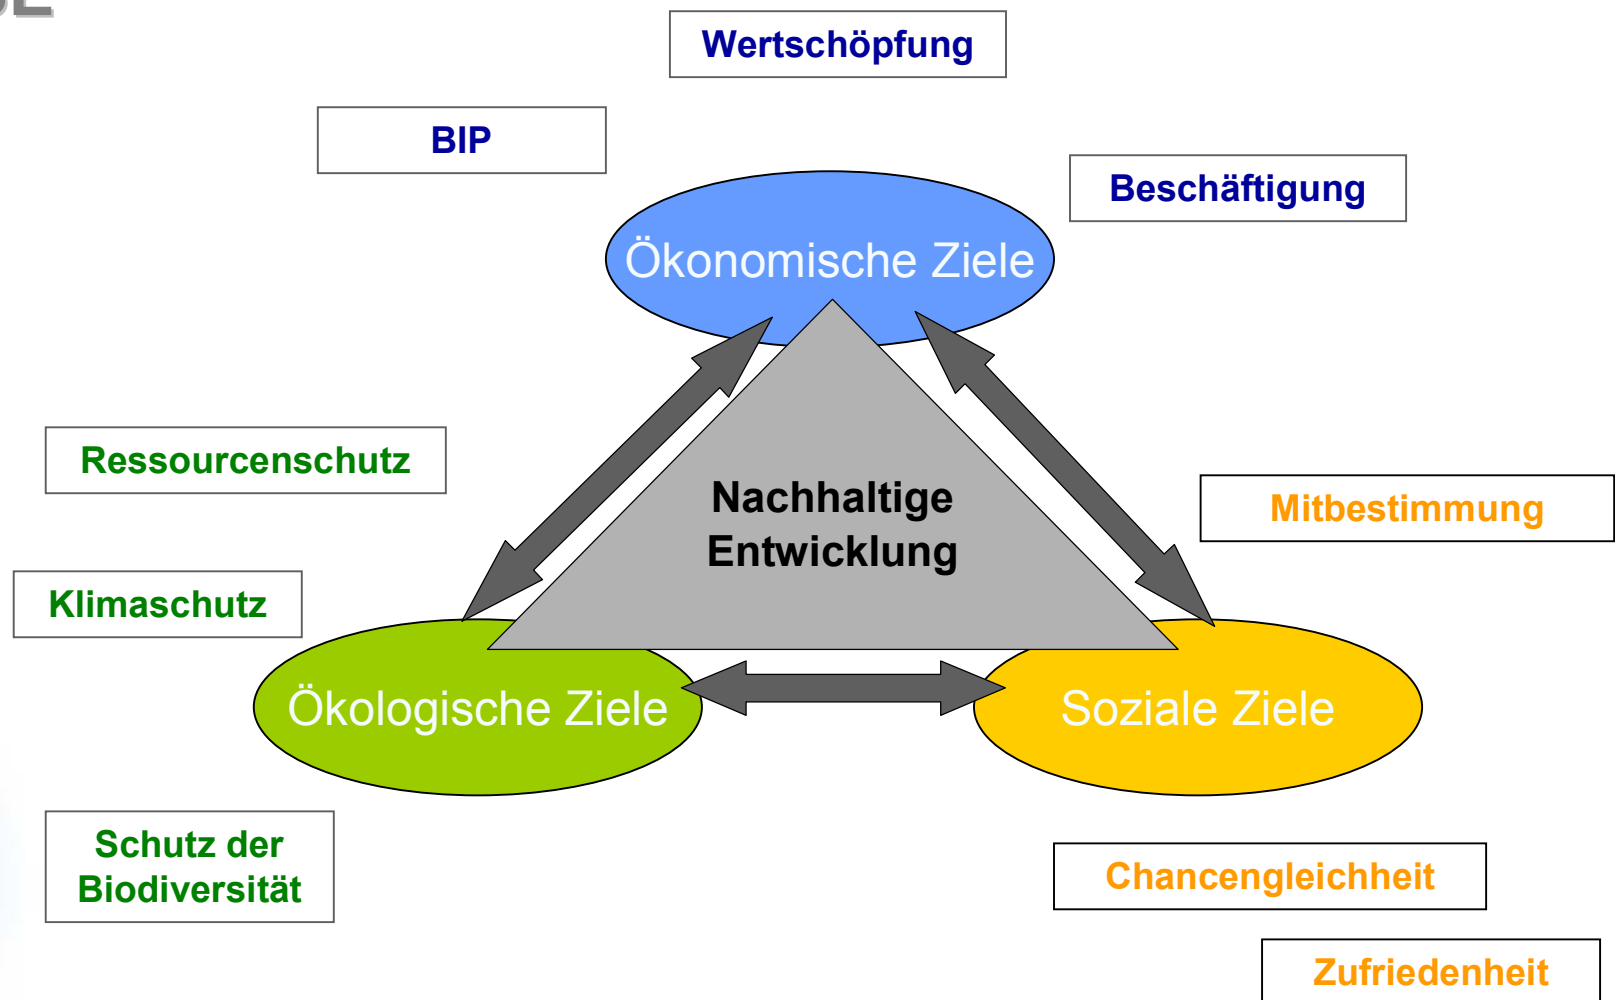 Wertschöpfung
BIP
Beschäftigung
Ökonomische Ziele
Ressourcenschutz
Nachhaltige
Entwicklung
Mitbestimmung
Klimaschutz
Ökologische Ziele
Soziale Ziele
Schutz der
Biodiversität
Chancengleichheit
Zufriedenheit